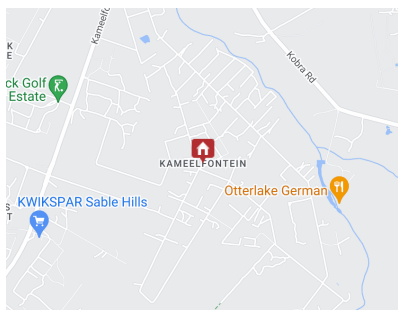 Kameelfo
K
E
Kobra Rd
ck Golf
Estate
KAMEELFONTEIN
Otterlake German
KWIKSPAR Sable Hills
S
T